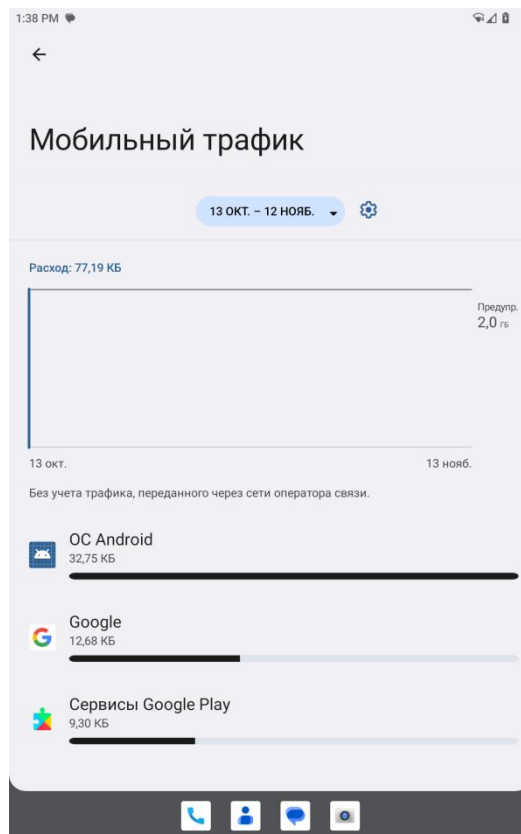 1:38 PM
Мобильный трафик
13 ОКТ. – 12 НОЯБ.
Расход: 77,19 КБ
Предупр.
2,0 ГБ
13 окт.
13 нояб.
Без учета трафика, переданного через сети оператора связи.
ОС Android
32,75 КБ
Google
12,68 КБ
Сервисы Google Play
9,30 КБ